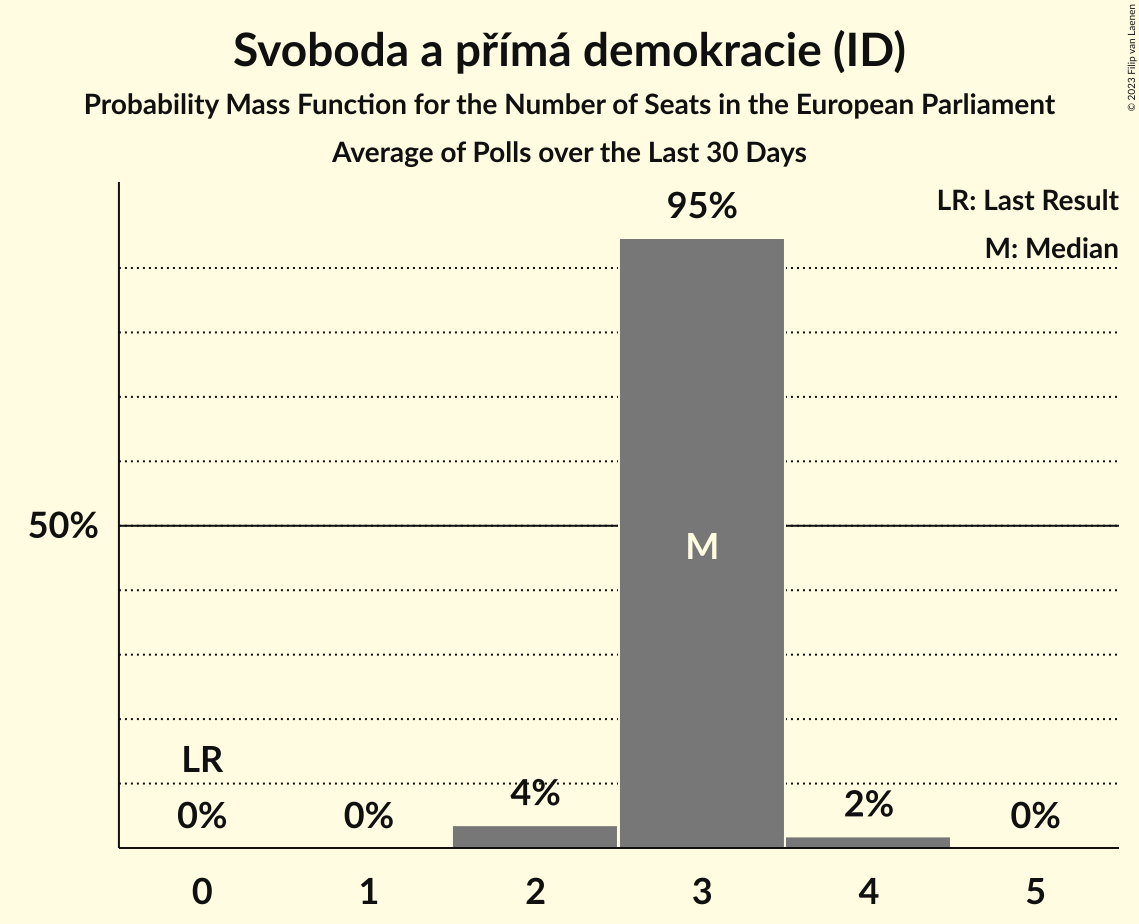 Svoboda a přímá demokracie (ID)
Probability Mass Function for the Number of Seats in the European Parliament
Average of Polls over the Last 30 Days
© 2023 Filip van Laenen
LR: Last Result
M: Median
95%
50%
M
LR
0%
0%
4%
2%
0%
0 1 2 3 4 5